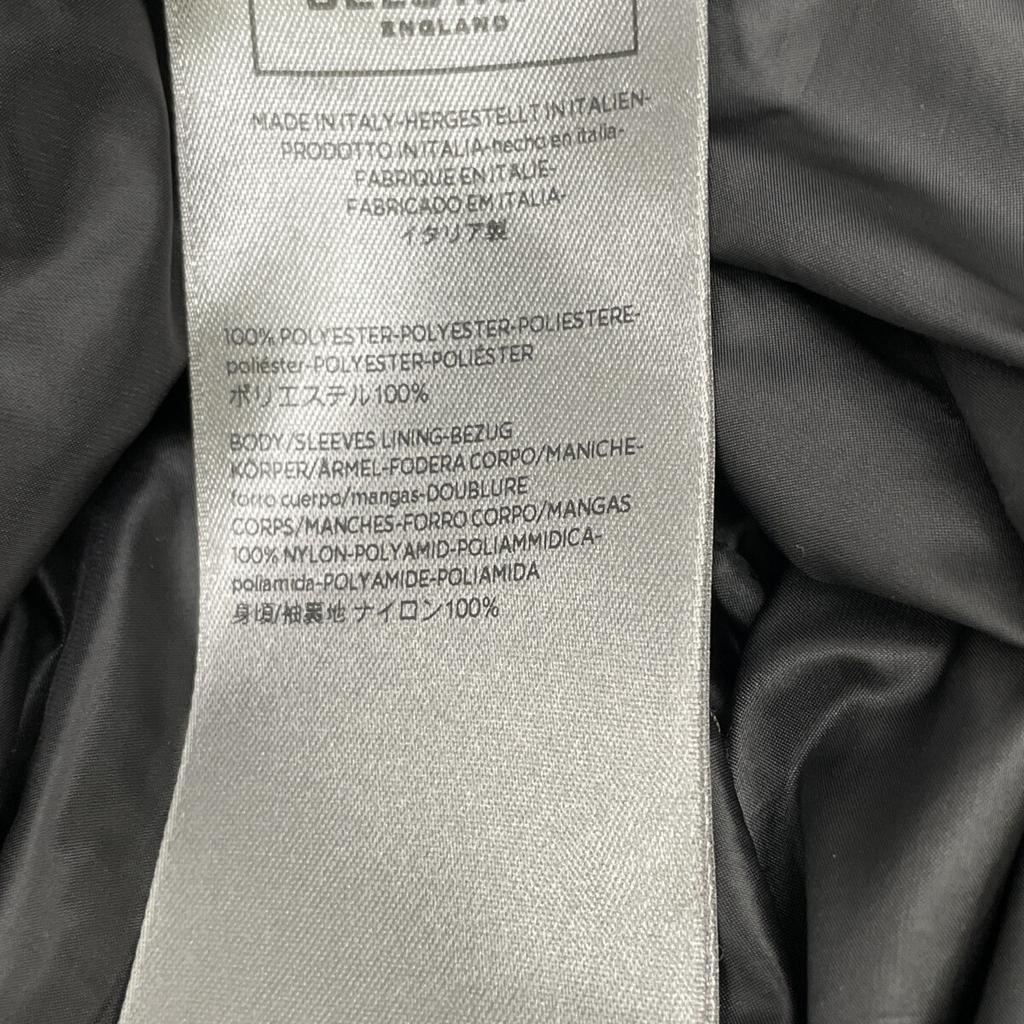 ENGLAND
MADE IN ITALY-HERGESTELLT IN ITALIEN-
PRODOTTO IN ITALIA-hecho en italia-
FABRIQUE EN ITALIE-
FABRICADO EM ITALIA-
イタリア製
100% POLYESTER-POLYESTER-POLIESTERE-
poliéster-POLYESTER-POLIÉSTER
ポリエステル100%
BODY/SLEEVES LINING-BEZUG
KÖRPER/ARMEL-FODERA CORPO/MANICHE-
forro cuerpo/mangas-DOUBLURE
CORPS/MANCHES-FORRO CORPO/MANGAS
100% NYLON-POLYAMID-POLIAMMIDICA-
poliamida-POLYAMIDE-POLIAMIDA
身頃/袖裏地 ナイロン100%